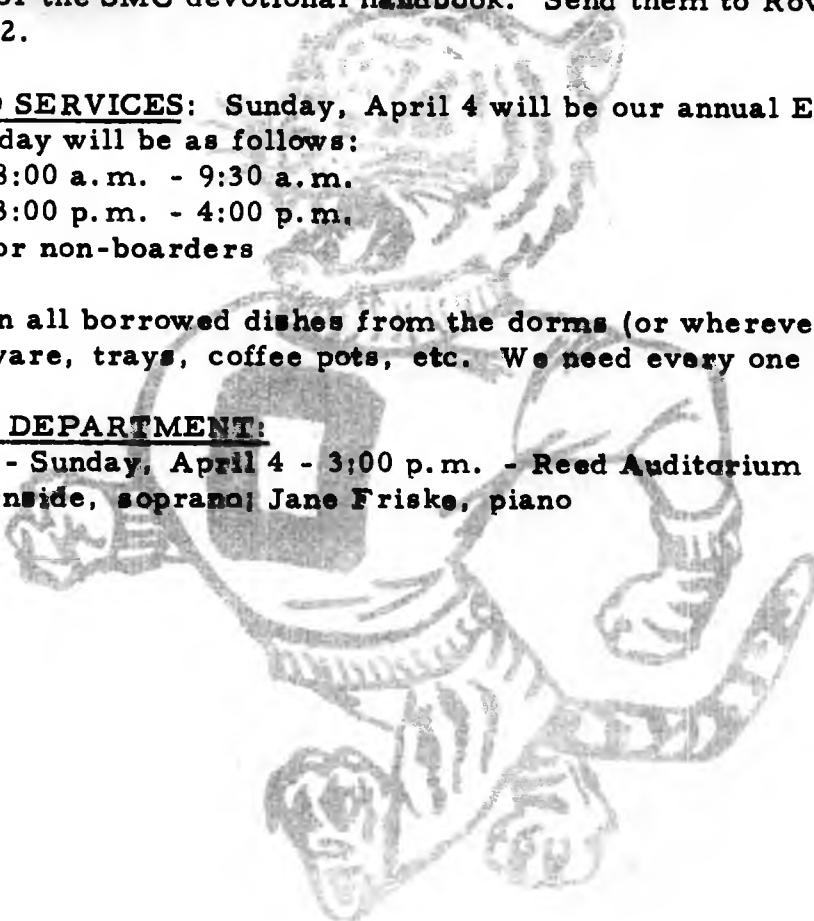 of the SMC devotional handbook. Send them to
2.
SERVICES: Sunday, April 4 will be our annual
day will be as follows:
8:00 a.m. - 9:30 a.m.
3:00 p.m. - 4:00 p.m.
or non-boarders
n all borrowed dishes from the dorms (or
ware, trays, coffee pots, etc. We need every one
DEPARTMENT:
- Sunday, April 4 - 3:00 p.m. - Reed Auditorium
nside, soprano; Jane Friske, piano